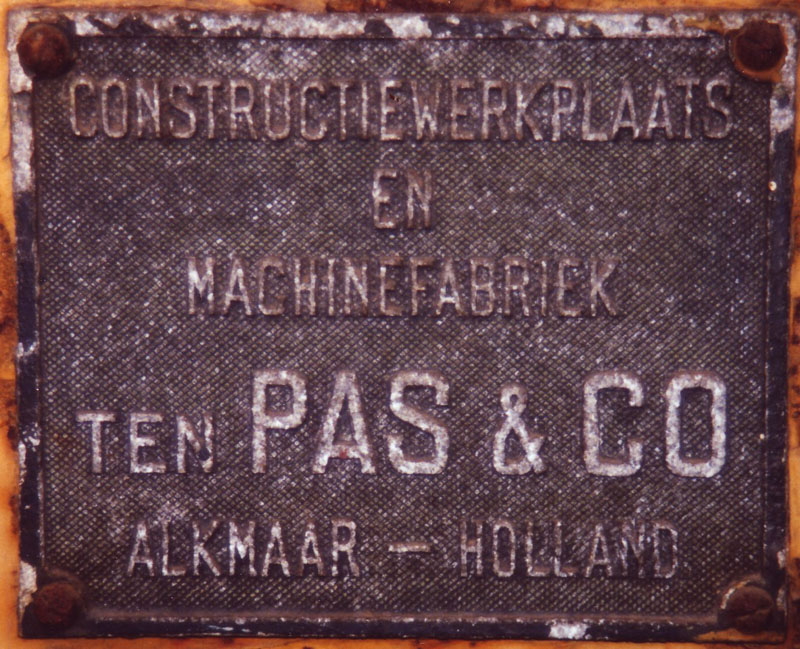 CONSTRUCTIEWERKPLAATS
EN
MACHINEFABRIEK
TEN PAS & CO
ALKMAAR — HOLLAND